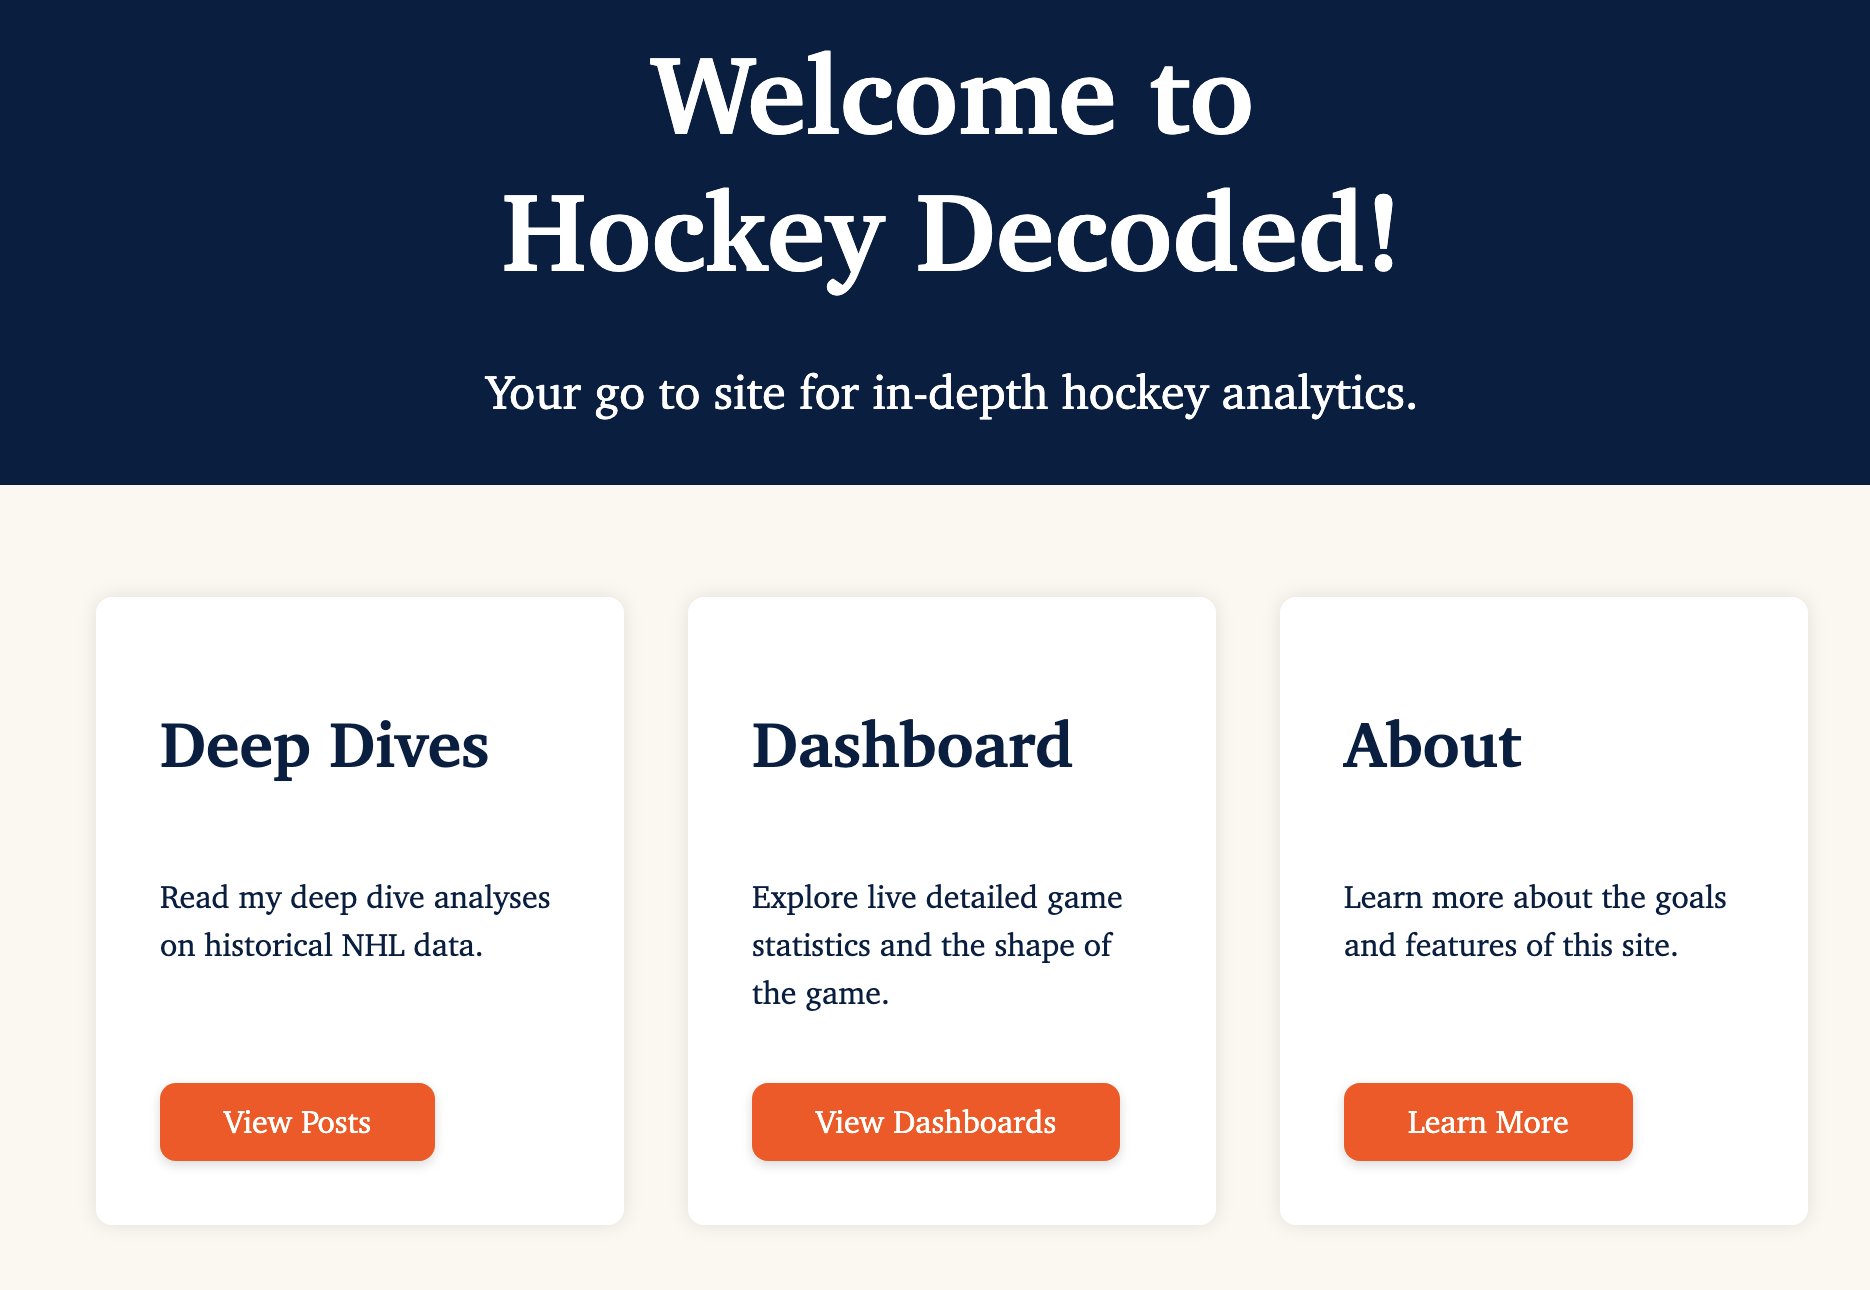 Welcome to
Hockey Decoded!
Your go to site for in-depth hockey analytics.
Deep Dives
Read my deep dive analyses
on historical NHL data.
View Posts
Dashboard
Explore live detailed game
statistics and the shape of
the game.
View Dashboards
About
Learn more about the goals
and features of this site.
Learn More